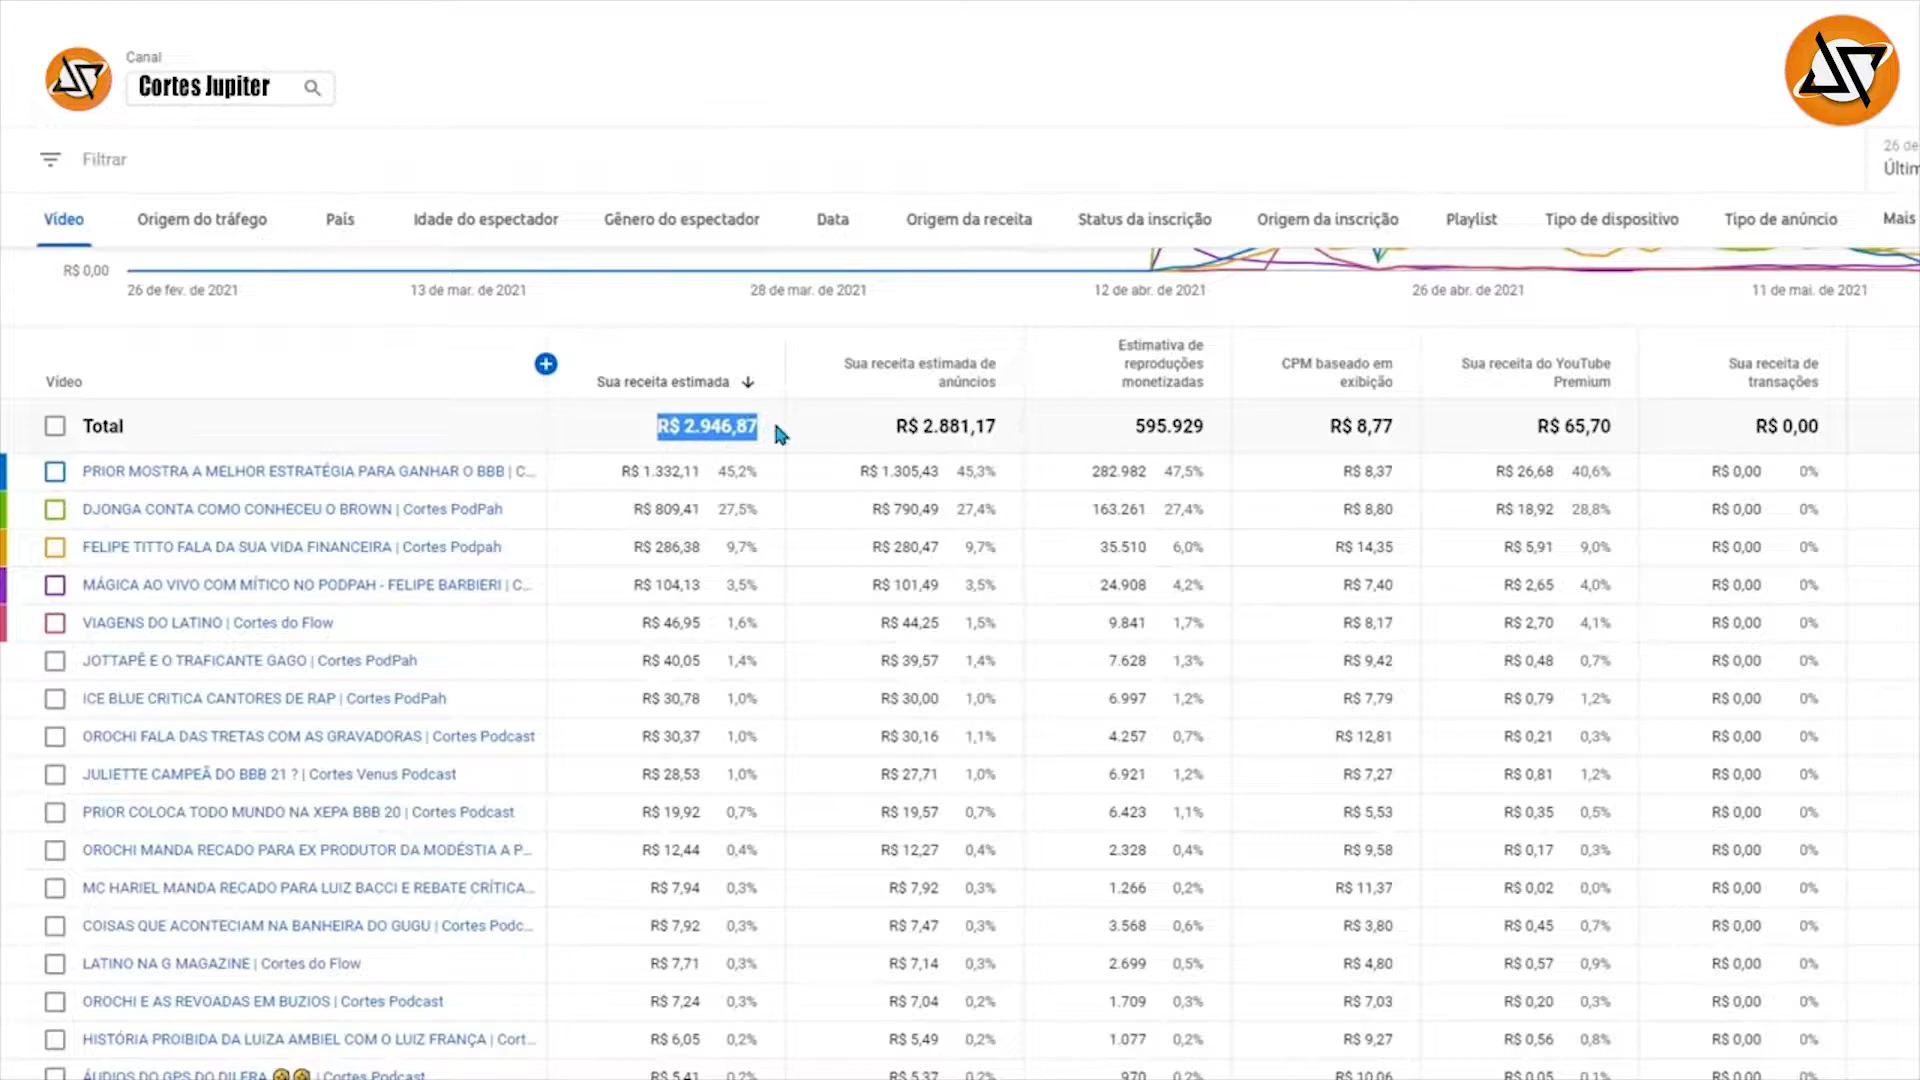 Canal
Cortes Jupiter
Filtrar
26 de
Últim
Vídeo Origem do tráfego País Idade do espectador Gênero do espectador Data Origem da receita Status da inscrição Origem da inscrição Playlist Tipo de dispositivo Tipo de anúncio Mais
R$ 0,00
26 de fev. de 2021 13 de mar. de 2021 28 de mar. de 2021 12 de abr. de 2021 26 de abr. de 2021 11 de mai. de 2021
Vídeo
Sua receita estimada
Sua receita estimada de
anúncios
Estimativa de
reproduções
monetizadas
CPM baseado em
exibição
Sua receita do YouTube
Premium
Sua receita de
transações
Total R$ 2.946,87 R$ 2.881,17 595.929 R$ 8,77 R$ 65,70 R$ 0,00
PRIOR MOSTRA A MELHOR ESTRATÉGIA PARA GANHAR O BBB | C... R$ 1.332,11 45,2% R$ 1.305,43 45,3% 282.982 47,5% R$ 8,37 R$ 26,68 40,6% R$ 0,00 0%
DJONGA CONTA COMO CONHECEU O BROWN | Cortes PodPah R$ 809,41 27,5% R$ 790,49 27,4% 163.261 27,4% R$ 8,80 R$ 18,92 28,8% R$ 0,00 0%
FELIPE TITTO FALA DA SUA VIDA FINANCEIRA | Cortes Podpah R$ 286,38 9,7% R$ 280,47 9,7% 35.510 6,0% R$ 14,35 R$ 5,91 9,0% R$ 0,00 0%
MÁGICA AO VIVO COM MÍTICO NO PODPAH - FELIPE BARBIERI | C... R$ 104,13 3,5% R$ 101,49 3,5% 24.908 4,2% R$ 7,40 R$ 2,65 4,0% R$ 0,00 0%
VIAGENS DO LATINO | Cortes do Flow R$ 46,95 1,6% R$ 44,25 1,5% 9.841 1,7% R$ 8,17 R$ 2,70 4,1% R$ 0,00 0%
JOTTAPÊ E O TRAFICANTE GAGO | Cortes PodPah R$ 40,05 1,4% R$ 39,57 1,4% 7.628 1,3% R$ 9,42 R$ 0,48 0,7% R$ 0,00 0%
ICE BLUE CRITICA CANTORES DE RAP | Cortes PodPah R$ 30,78 1,0% R$ 30,00 1,0% 6.997 1,2% R$ 7,79 R$ 0,79 1,2% R$ 0,00 0%
OROCHI FALA DAS TRETAS COM AS GRAVADORAS | Cortes Podcast R$ 30,37 1,0% R$ 30,16 1,1% 4.257 0,7% R$ 12,81 R$ 0,21 0,3% R$ 0,00 0%
JULIETTE CAMPEÃ DO BBB 21 ? | Cortes Venus Podcast R$ 28,53 1,0% R$ 27,71 1,0% 6.921 1,2% R$ 7,27 R$ 0,81 1,2% R$ 0,00 0%
PRIOR COLOCA TODO MUNDO NA XEPA BBB 20 | Cortes Podcast R$ 19,92 0,7% R$ 19,57 0,7% 6.423 1,1% R$ 5,53 R$ 0,35 0,5% R$ 0,00 0%
OROCHI MANDA RECADO PARA EX PRODUTOR DA MODÉSTIA A P... R$ 12,44 0,4% R$ 12,27 0,4% 2.328 0,4% R$ 9,58 R$ 0,17 0,3% R$ 0,00 0%
MC HARIEL MANDA RECADO PARA LUIZ BACCI E REBATE CRÍTICA... R$ 7,94 0,3% R$ 7,92 0,3% 1.266 0,2% R$ 11,37 R$ 0,02 0,0% R$ 0,00 0%
COISAS QUE ACONTECIAM NA BANHEIRA DO GUGU | Cortes Podc... R$ 7,92 0,3% R$ 7,47 0,3% 3.568 0,6% R$ 3,80 R$ 0,45 0,7% R$ 0,00 0%
LATINO NA G MAGAZINE | Cortes do Flow R$ 7,71 0,3% R$ 7,14 0,3% 2.699 0,5% R$ 4,80 R$ 0,57 0,9% R$ 0,00 0%
OROCHI E AS REVOADAS EM BUZIOS | Cortes Podcast R$ 7,24 0,3% R$ 7,04 0,2% 1.709 0,3% R$ 7,03 R$ 0,20 0,3% R$ 0,00 0%
HISTÓRIA PROIBIDA DA LUIZA AMBIEL COM O LUIZ FRANÇA | Cort... R$ 6,05 0,2% R$ 5,49 0,2% 1.077 0,2% R$ 9,27 R$ 0,56 0,8% R$ 0,00 0%
ÁUDIOS DO GPS DO DILERA | Cortes Podcast R$ 5,41 0,2% R$ 5,37 0,2% 970 0,2% R$ 10,06 R$ 0,05 0,1% R$ 0,00 0%